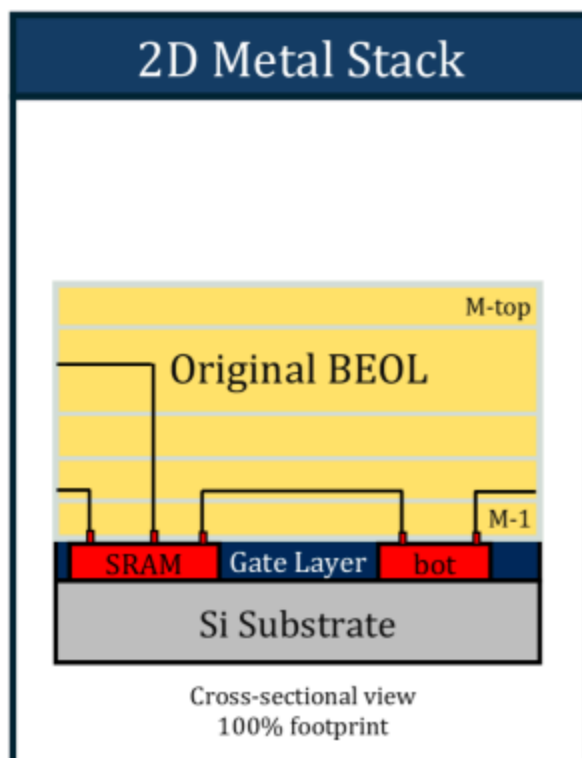 2D Metal Stack
M-top
Original BEOL
M-1
SRAM Gate Layer bot
Si Substrate
Cross-sectional view
100% footprint